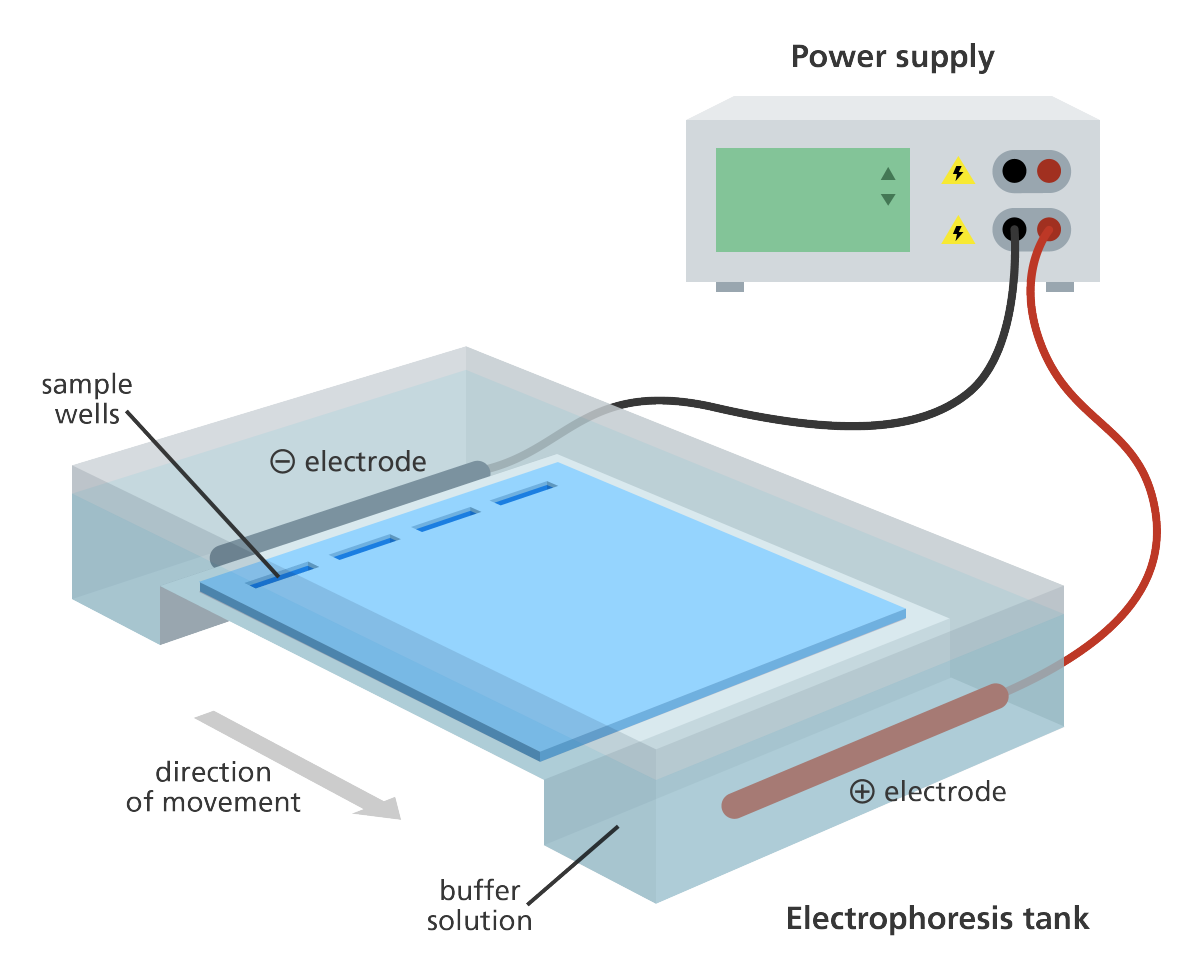 Power supply
sample
wells
⊖ electrode
direction
of movement
⊕ electrode
buffer
solution
Electrophoresis tank